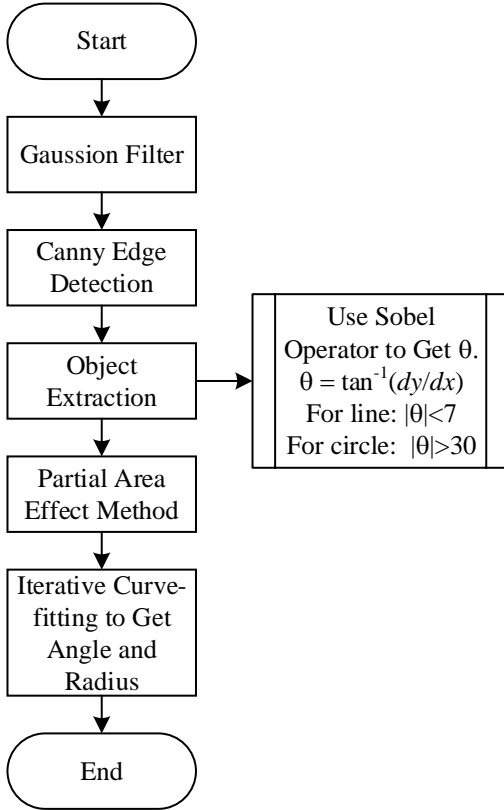 Start
Gaussion Filter
Canny Edge
Detection
Object
Extraction
Use Sobel
Operator to Get θ.
θ = tan⁻¹(dy/dx)
For line: |θ|<7
For circle: |θ|>30
Partial Area
Effect Method
Iterative Curve-
fitting to Get
Angle and
Radius
End